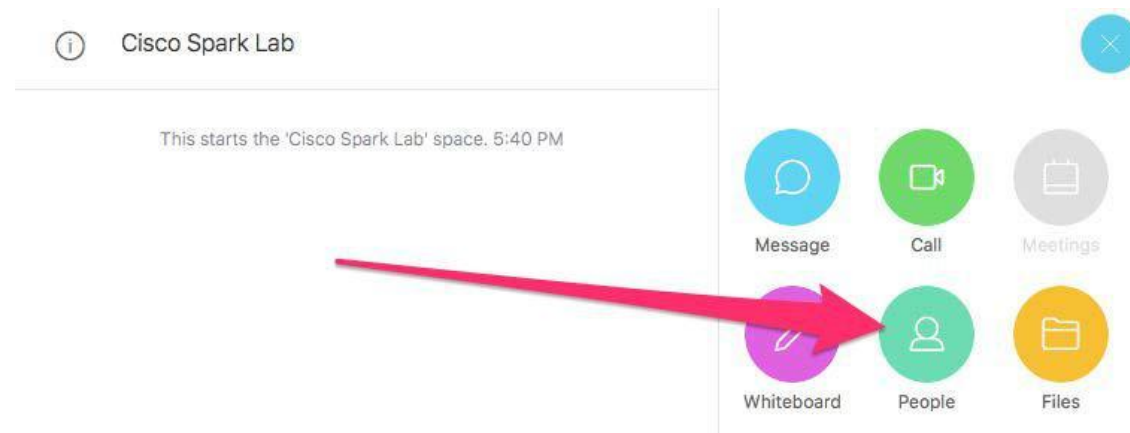 Cisco Spark Lab
This starts the 'Cisco Spark Lab' space. 5:40 PM
Message Call Meetings
Whiteboard People Files